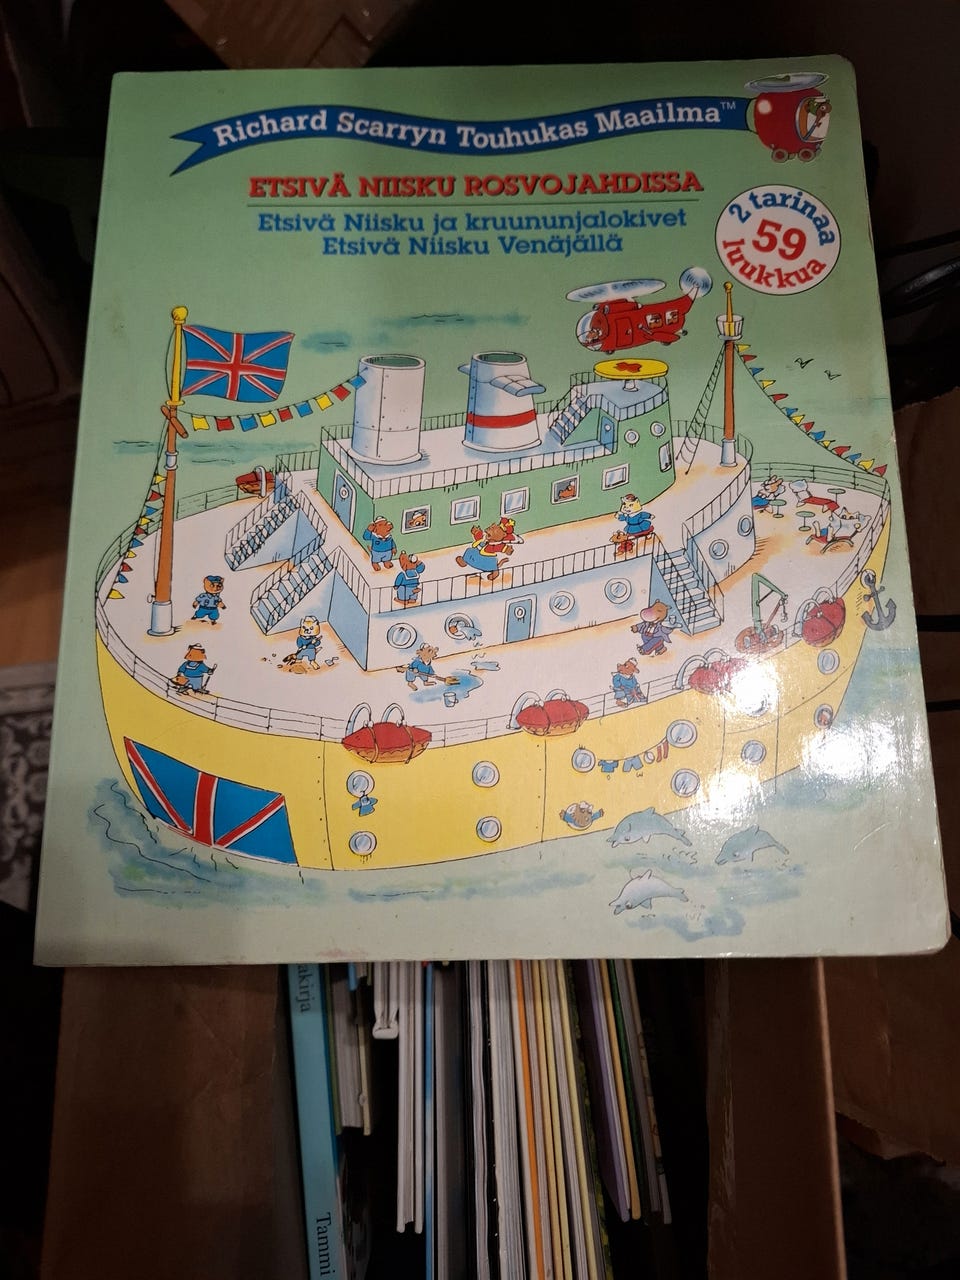 Richard Scarryn Touhukas Maailma™
ETSIVÄ NIISKU ROSVOJAHDISSA
Etsivä Niisku ja kruununjalokivet
Etsivä Niisku Venäjällä
2 tarinaa
59
luukkua
akirja
Tammi